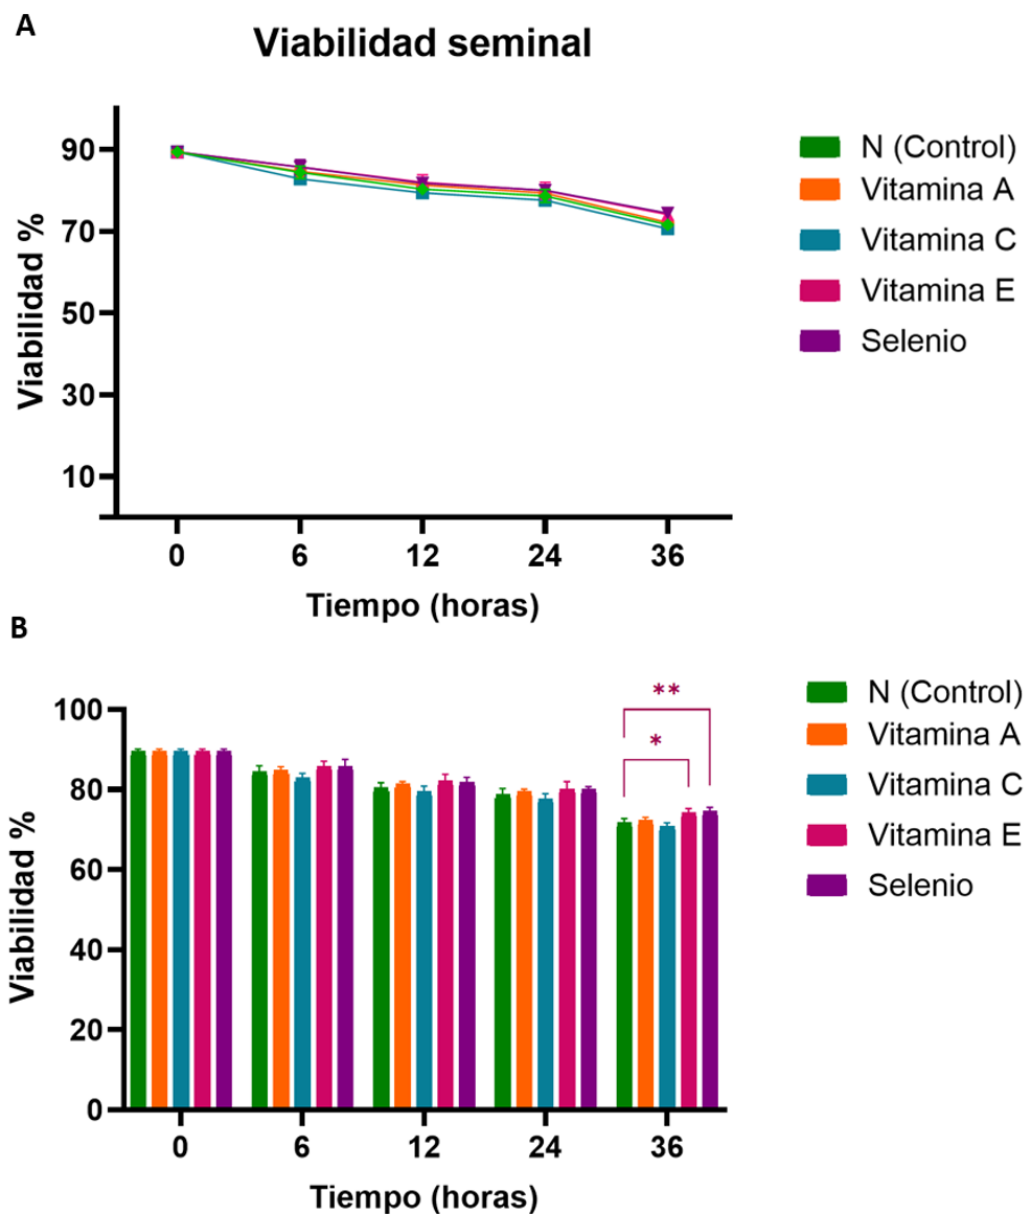 A
Viabilidad seminal
90
70
50
30
10
Viabilidad %
0 6 12 24 36
Tiempo (horas)
N (Control)
Vitamina A
Vitamina C
Vitamina E
Selenio
B
100
80
60
40
20
0
Viabilidad %
**
*
0 6 12 24 36
Tiempo (horas)
N (Control)
Vitamina A
Vitamina C
Vitamina E
Selenio